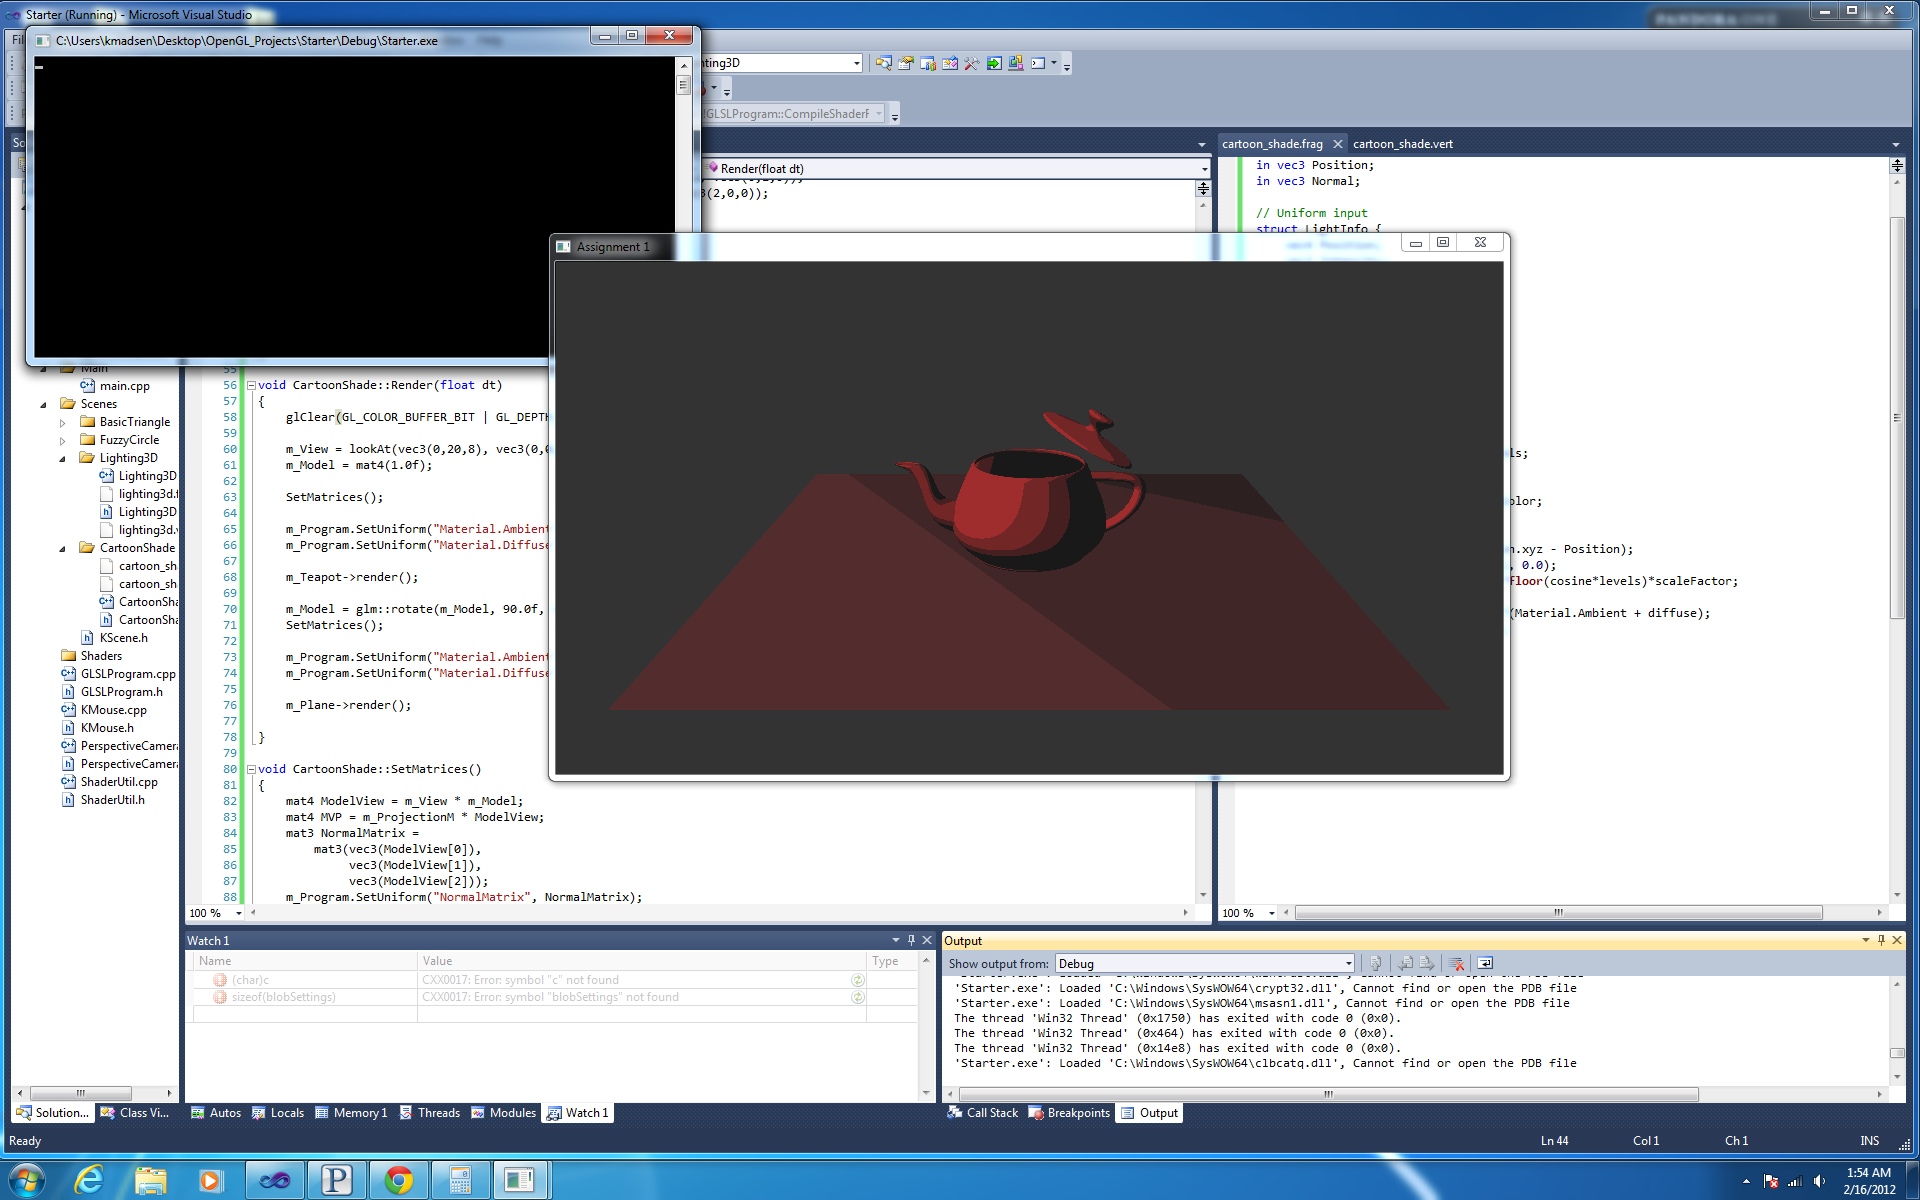 Starter (Running) - Microsoft Visual Studio
C:\Users\kmadsen\Desktop\OpenGL_Projects\Starter\Debug\Starter.exe
hting3D
GLSLProgram::CompileShaderF
cartoon_shade.frag
cartoon_shade.vert
Render(float dt)
(2,0,0));
in vec3 Position;
in vec3 Normal;
// Uniform input
struct LightInfo {
Assignment 1
Main
main.cpp
Scenes
BasicTriangle
FuzzyCircle
Lighting3D
Lighting3D
lighting3d.f
Lighting3D
lighting3d.v
CartoonShade
cartoon_sh
cartoon_sh
CartoonSha
CartoonSha
KScene.h
Shaders
GLSLProgram.cpp
GLSLProgram.h
KMouse.cpp
KMouse.h
PerspectiveCamera
PerspectiveCamera
ShaderUtil.cpp
ShaderUtil.h
55
56 void CartoonShade::Render(float dt)
57 {
58 glClear(GL_COLOR_BUFFER_BIT | GL_DEPTH
59
60 m_View = lookAt(vec3(0,20,8), vec3(0,0
61 m_Model = mat4(1.0f);
62
63 SetMatrices();
64
65 m_Program.SetUniform("Material.Ambient
66 m_Program.SetUniform("Material.Diffuse
67
68 m_Teapot->render();
69
70 m_Model = glm::rotate(m_Model, 90.0f,
71 SetMatrices();
72
73 m_Program.SetUniform("Material.Ambient
74 m_Program.SetUniform("Material.Diffuse
75
76 m_Plane->render();
77
78 }
79
80 void CartoonShade::SetMatrices()
81 {
82 mat4 ModelView = m_View * m_Model;
83 mat4 MVP = m_ProjectionM * ModelView;
84 mat3 NormalMatrix =
85 mat3(vec3(ModelView[0]),
86 vec3(ModelView[1]),
87 vec3(ModelView[2]));
88 m_Program.SetUniform("NormalMatrix", NormalMatrix);
ls;
olor;
n.xyz - Position);
, 0.0);
floor(cosine*levels)*scaleFactor;
(Material.Ambient + diffuse);
100 %
100 %
Watch 1
Name Value Type
(char)c CXX0017: Error: symbol "c" not found
sizeof(blobSettings) CXX0017: Error: symbol "blobSettings" not found
Output
Show output from: Debug
'Starter.exe': Loaded 'C:\Windows\SysWOW64\crypt32.dll', Cannot find or open the PDB file
'Starter.exe': Loaded 'C:\Windows\SysWOW64\msasn1.dll', Cannot find or open the PDB file
The thread 'Win32 Thread' (0x1750) has exited with code 0 (0x0).
The thread 'Win32 Thread' (0x464) has exited with code 0 (0x0).
The thread 'Win32 Thread' (0x14e8) has exited with code 0 (0x0).
'Starter.exe': Loaded 'C:\Windows\SysWOW64\clbcatq.dll', Cannot find or open the PDB file
Solution... Class Vi... Autos Locals Memory 1 Threads Modules Watch 1
Call Stack Breakpoints Output
Ready Ln 44 Col 1 Ch 1 INS
1:54 AM
2/16/2012